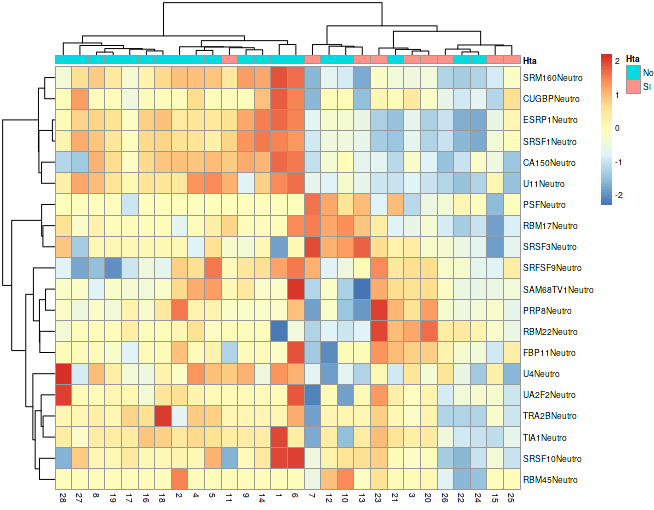 Hta
SRM160Neutro
CUGBPNeutro
ESRP1Neutro
SRSF1Neutro
CA150Neutro
U11Neutro
PSFNeutro
RBM17Neutro
SRSF3Neutro
SRFSF9Neutro
SAM68TV1Neutro
PRP8Neutro
RBM22Neutro
FBP11Neutro
U4Neutro
UA2F2Neutro
TRA2BNeutro
TIA1Neutro
SRSF10Neutro
RBM45Neutro
28 27 8 19 17 16 18 2 4 5 11 9 14 1 6 7 12 10 13 23 21 3 20 26 22 24 15 25
2
1
0
-1
-2
Hta
No
Si